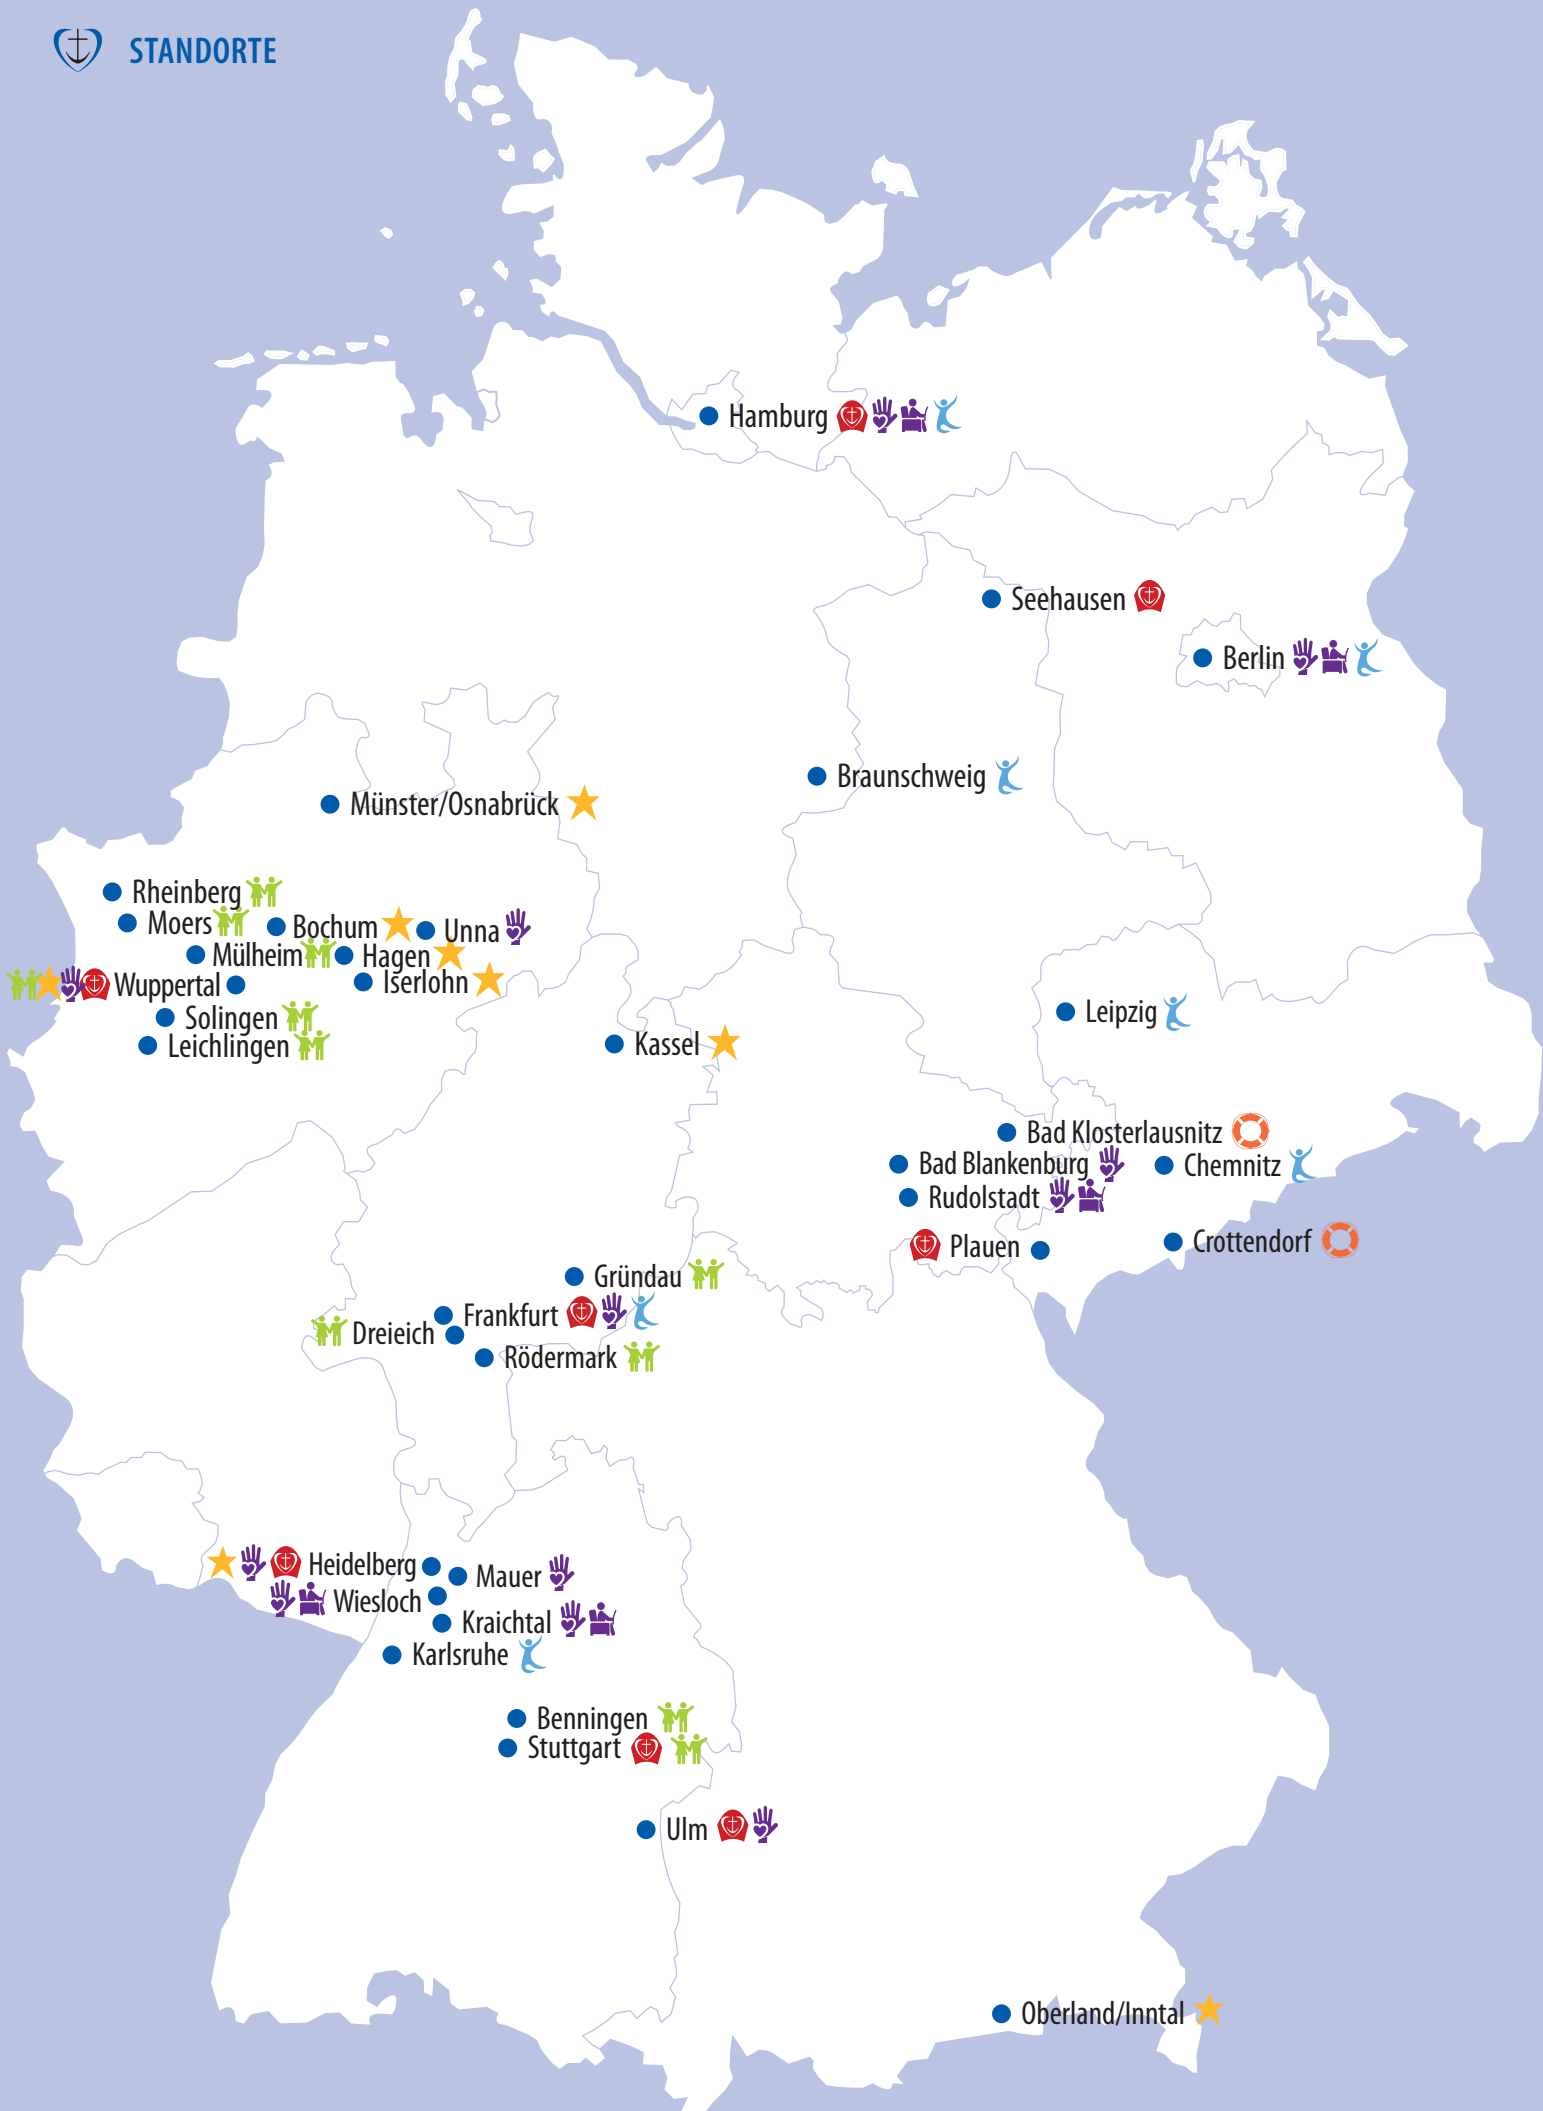 STANDORTE
Hamburg
Seehausen
Berlin
Braunschweig
Münster/Osnabrück
Rheinberg
Moers
Bochum
Unna
Mülheim
Hagen
Wuppertal
Iserlohn
Solingen
Leichlingen
Kassel
Leipzig
Bad Klosterlausnitz
Bad Blankenburg
Chemnitz
Rudolstadt
Plauen
Crottendorf
Gründau
Frankfurt
Dreieich
Rödermark
Heidelberg
Mauer
Wiesloch
Kraichtal
Karlsruhe
Benningen
Stuttgart
Ulm
Oberland/Inntal